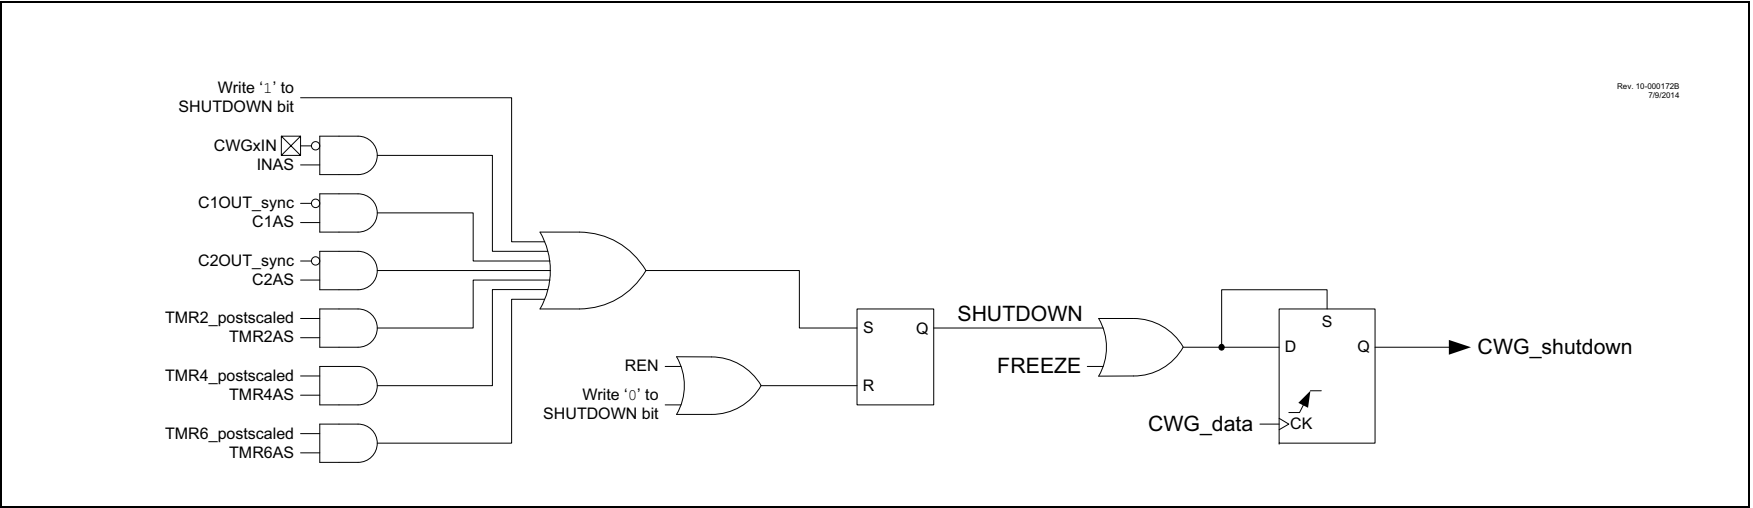 Write ‘1’ to
SHUTDOWN bit
Rev. 10-000172B
7/9/2014
CWGxIN
INAS
C1OUT_sync
C1AS
C2OUT_sync
C2AS
TMR2_postscaled
TMR2AS
TMR4_postscaled
TMR4AS
TMR6_postscaled
TMR6AS
REN
Write ‘0’ to
SHUTDOWN bit
S
Q
R
SHUTDOWN
FREEZE
S
D
Q
CWG_data
CK
CWG_shutdown